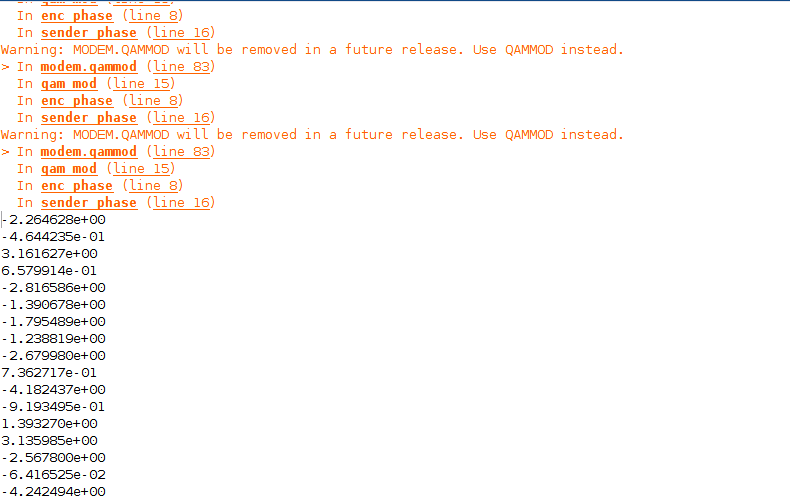 In enc_phase (line 8)
In sender_phase (line 16)
Warning: MODEM.QAMMOD will be removed in a future release. Use QAMMOD instead.
> In modem.qammod (line 83)
In qam_mod (line 15)
In enc_phase (line 8)
In sender_phase (line 16)
Warning: MODEM.QAMMOD will be removed in a future release. Use QAMMOD instead.
> In modem.qammod (line 83)
In qam_mod (line 15)
In enc_phase (line 8)
In sender_phase (line 16)
-2.264628e+00
-4.644235e-01
3.161627e+00
6.579914e-01
-2.816586e+00
-1.390678e+00
-1.795489e+00
-1.238819e+00
-2.679980e+00
7.362717e-01
-4.182437e+00
-9.193495e-01
1.393270e+00
3.135985e+00
-2.567800e+00
-6.416525e-02
-4.242494e+00